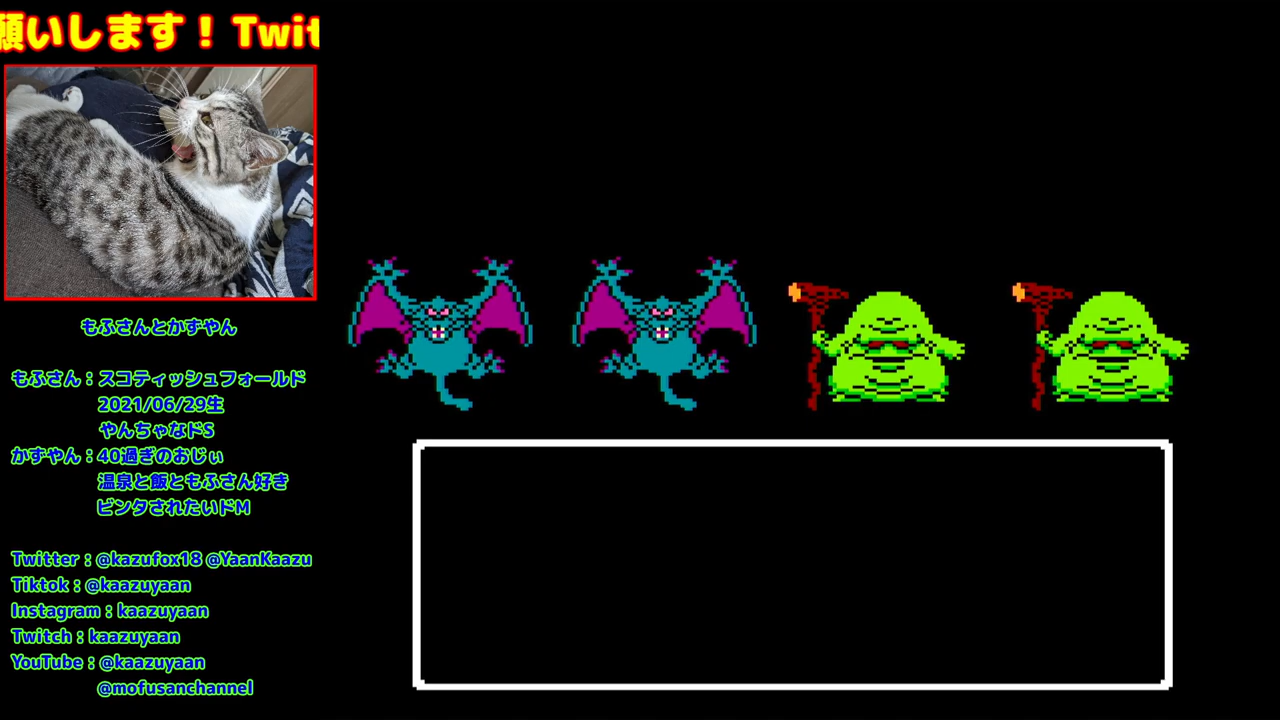 願いします！ Twit
もふさんとかずやん
もふさん：スコティッシュフォールド
2021/06/29生
やんちゃなドS
かずやん：40過ぎのおじぃ
温泉と飯ともふさん好き
ビンタされたいドM
Twitter：@kazufox18 @YaanKaazu
Tiktok：@kaazuyaan
Instagram：kaazuyaan
Twitch：kaazuyaan
YouTube：@kaazuyaan
@mofusanchannel